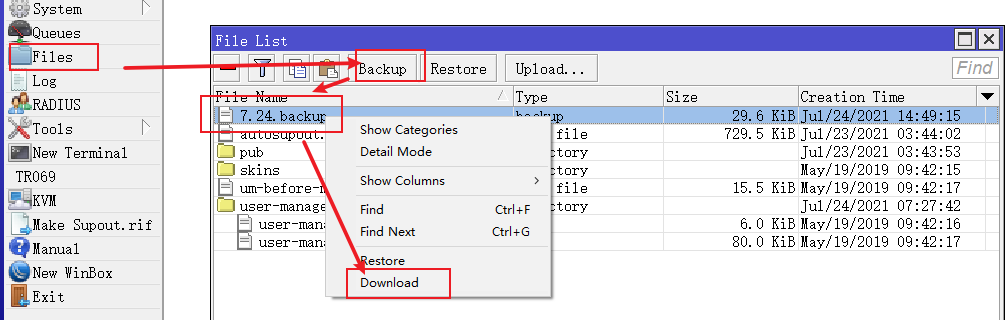 System
Queues
Files
Log
RADIUS
Tools
New Terminal
TR069
KVM
Make Supout.rif
Manual
New WinBox
Exit
File List
Backup Restore Upload... Find
File Name Type Size Creation Time
7.24.backup backup 29.6 KiB Jul/24/2021 14:49:15
autosupout. file 729.5 KiB Jul/23/2021 03:44:02
pub ctory Jul/23/2021 03:43:53
skins ctory May/19/2019 09:42:15
um-before-m file 15.5 KiB May/19/2019 09:42:17
user-manage ctory Jul/24/2021 07:27:42
user-man 6.0 KiB May/19/2019 09:42:16
user-man 80.0 KiB May/19/2019 09:42:17
Show Categories
Detail Mode
Show Columns
Find Ctrl+F
Find Next Ctrl+G
Restore
Download